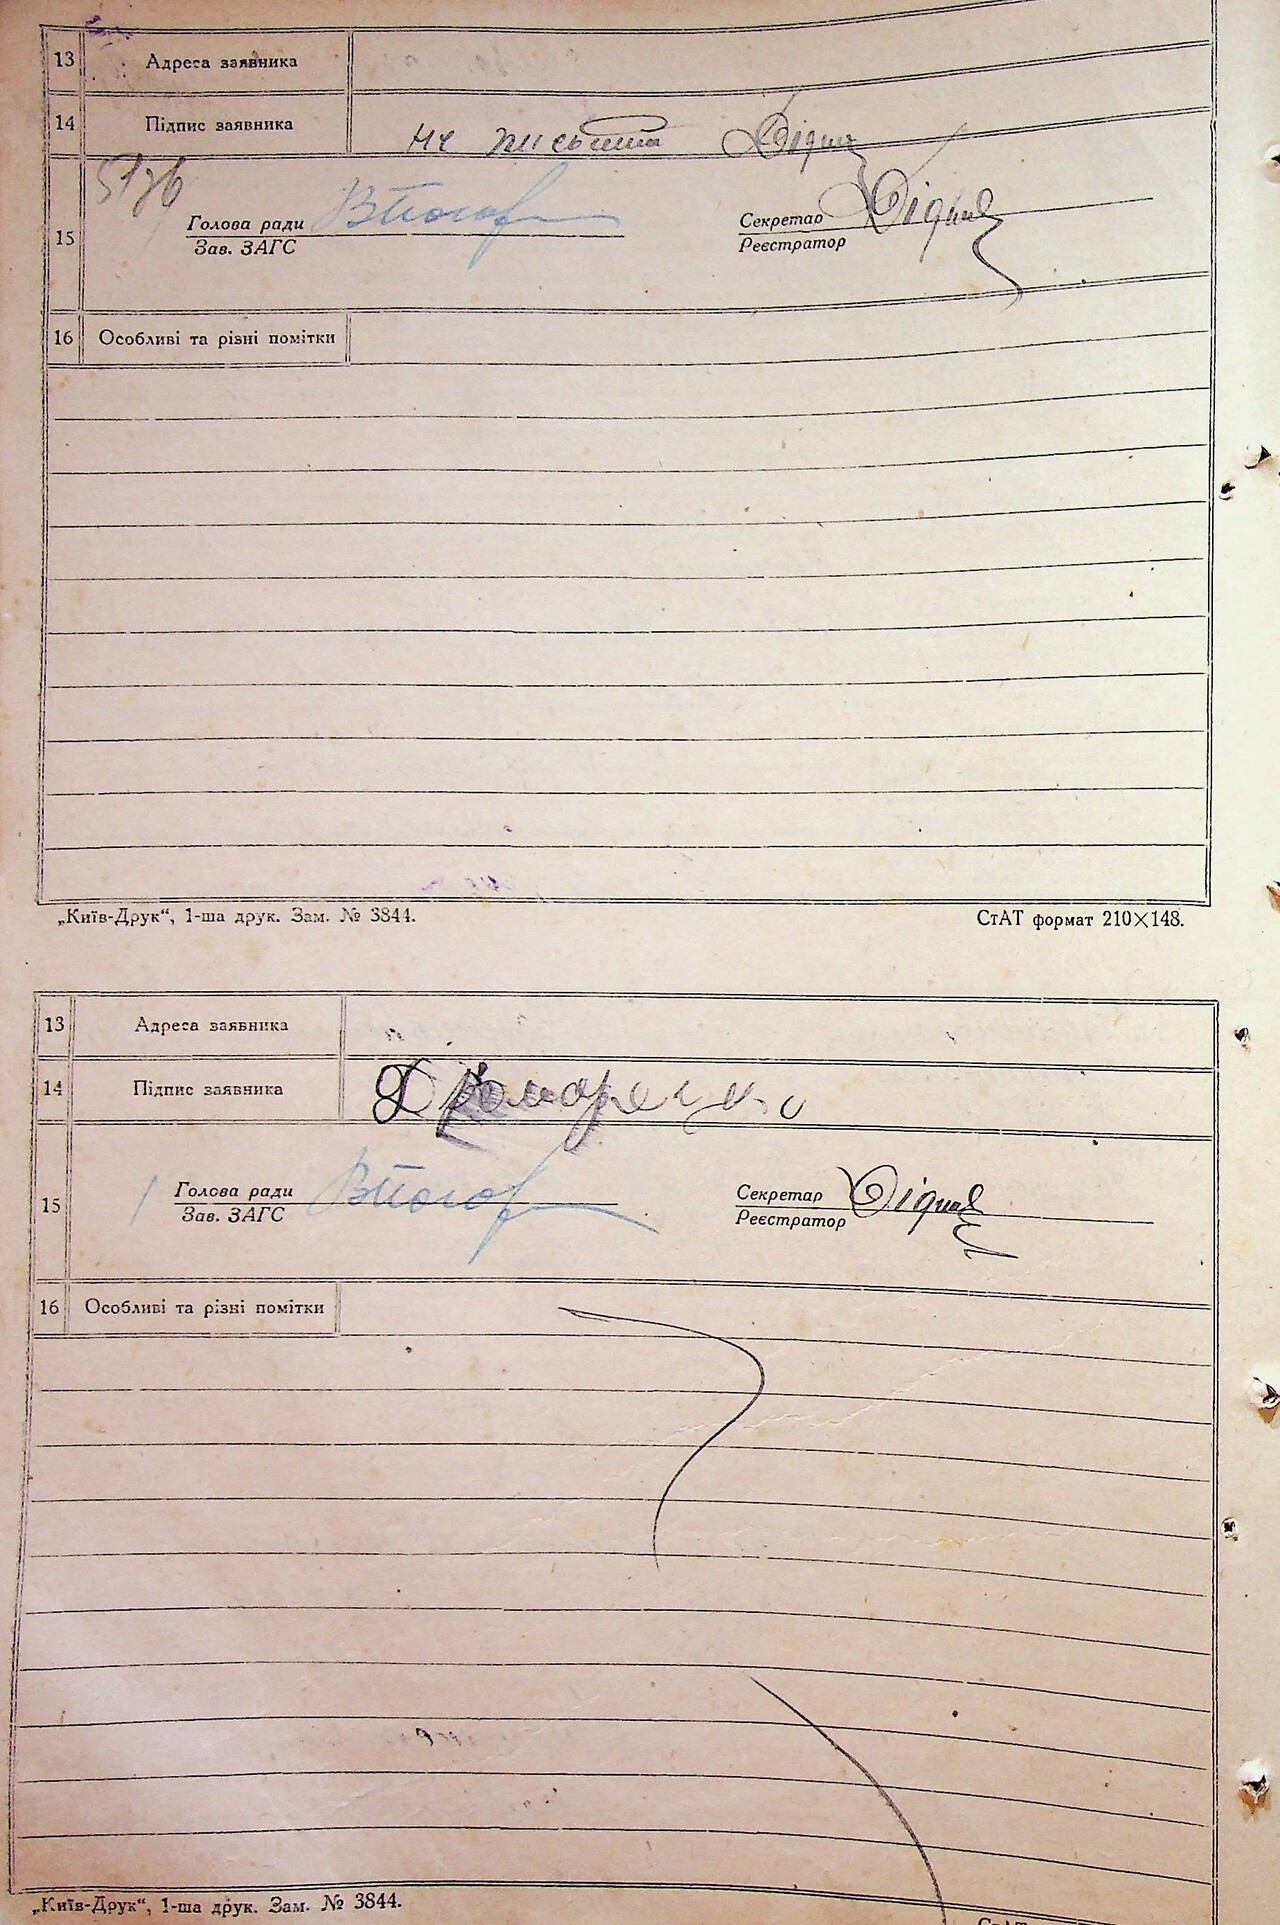 13 Адреса заявника
14 Підпис заявника не письмена
15 Голова ради Секретар
Зав. ЗАГС Реєстратор
16 Особливі та різні помітки
„Київ-Друк“, 1-ша друк. Зам. № 3844. СтАТ формат 210×148.
13 Адреса заявника
14 Підпис заявника
15 Голова ради Секретар
Зав. ЗАГС Реєстратор
16 Особливі та різні помітки
„Київ-Друк“, 1-ша друк. Зам. № 3844.